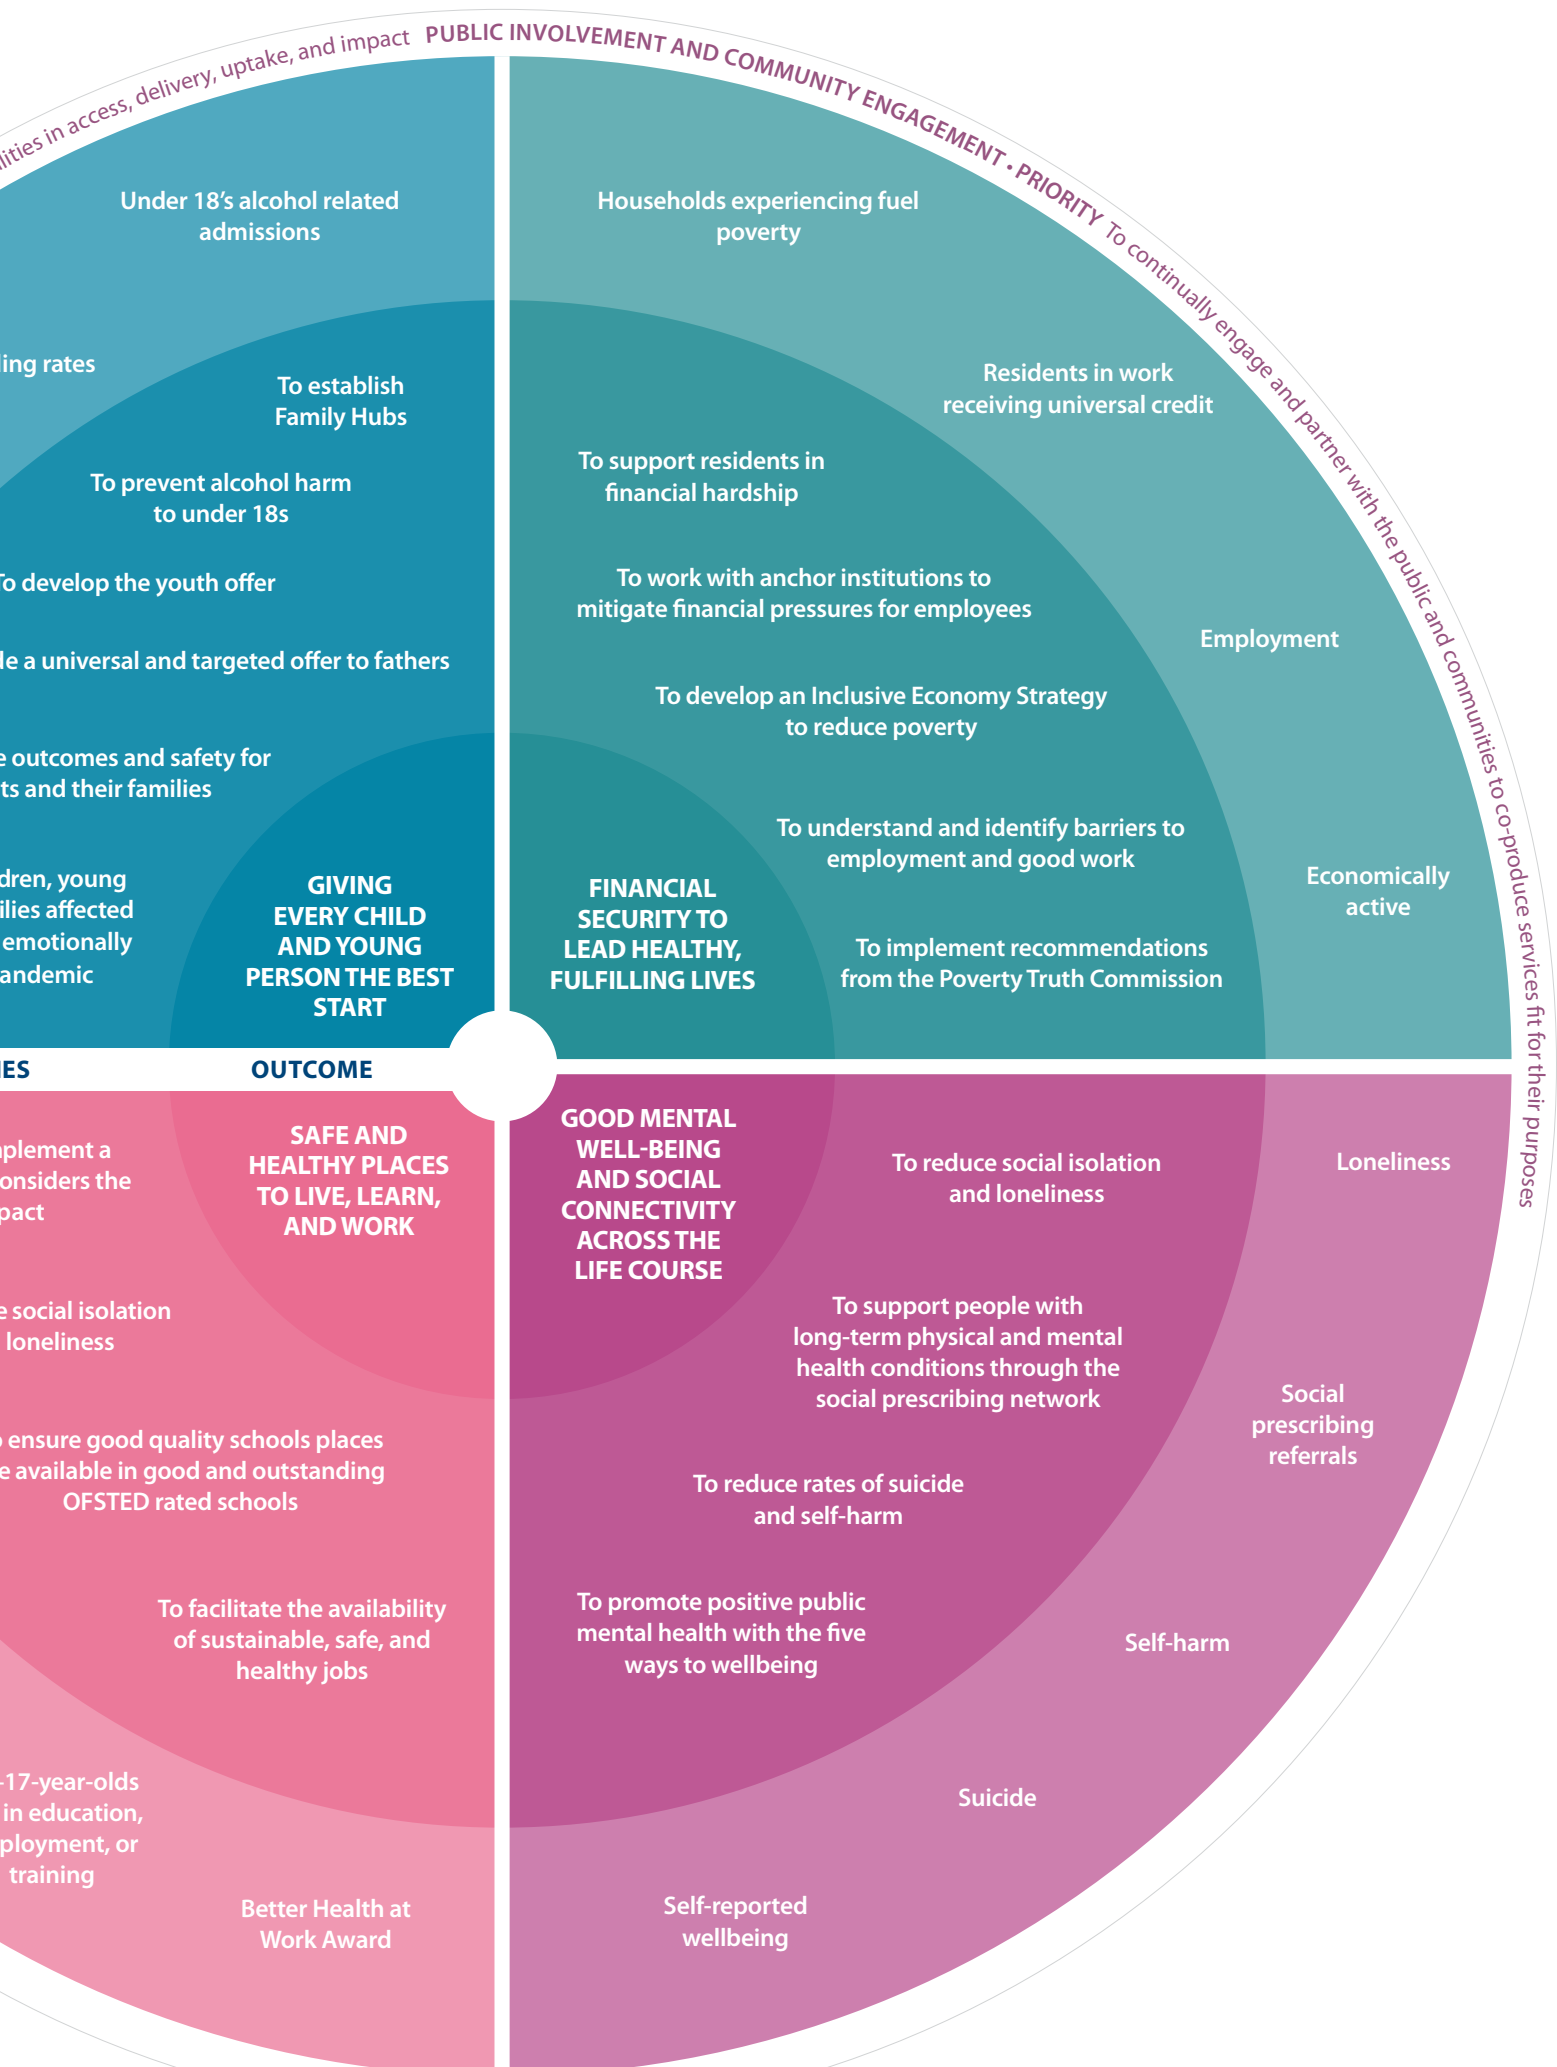 access, delivery, uptake, and impact PUBLIC INVOLVEMENT AND COMMUNITY ENGAGEMENT • PRIORITY To continually engage and partner with the public and communities to co-produce services fit for their purposes
Under 18’s alcohol related
admissions
rates
To establish
Family Hubs
To prevent alcohol harm
to under 18s
To develop the youth offer
a universal and targeted offer to fathers
outcomes and safety for
and their families
young
affected
emotionally
GIVING
EVERY CHILD
AND YOUNG
PERSON THE BEST
START
Households experiencing fuel
poverty
Residents in work
receiving universal credit
To support residents in
financial hardship
To work with anchor institutions to
mitigate financial pressures for employees
Employment
To develop an Inclusive Economy Strategy
to reduce poverty
To understand and identify barriers to
employment and good work
Economically
active
To implement recommendations
from the Poverty Truth Commission
FINANCIAL
SECURITY TO
LEAD HEALTHY,
FULFILLING LIVES
OUTCOME
SAFE AND
HEALTHY PLACES
TO LIVE, LEARN,
AND WORK
a
the
social isolation
loneliness
ensure good quality schools places
available in good and outstanding
OFSTED rated schools
To facilitate the availability
of sustainable, safe, and
healthy jobs
-17-year-olds
in education,
or
training
Better Health at
Work Award
GOOD MENTAL
WELL-BEING
AND SOCIAL
CONNECTIVITY
ACROSS THE
LIFE COURSE
To reduce social isolation
and loneliness
Loneliness
To support people with
long-term physical and mental
health conditions through the
social prescribing network
Social
prescribing
referrals
To reduce rates of suicide
and self-harm
To promote positive public
mental health with the five
ways to wellbeing
Self-harm
Suicide
Self-reported
wellbeing